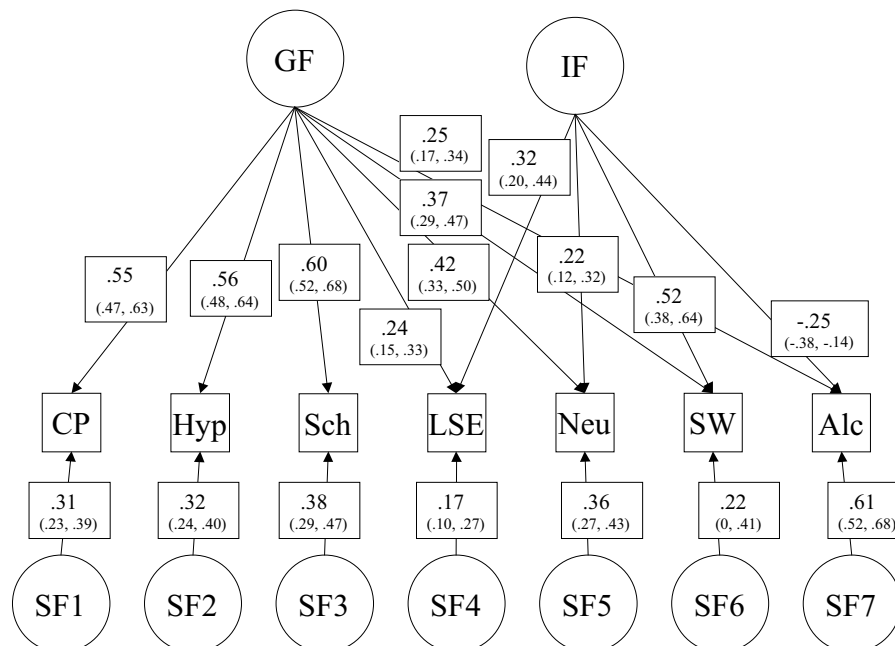 GF
IF
.25
(.17, .34)
.32
(.20, .44)
.37
(.29, .47)
.55
(.47, .63)
.56
(.48, .64)
.60
(.52, .68)
.42
(.33, .50)
.22
(.12, .32)
.52
(.38, .64)
-.25
(-.38, -.14)
.24
(.15, .33)
CP
Hyp
Sch
LSE
Neu
SW
Alc
.31
(.23, .39)
.32
(.24, .40)
.38
(.29, .47)
.17
(.10, .27)
.36
(.27, .43)
.22
(0, .41)
.61
(.52, .68)
SF1
SF2
SF3
SF4
SF5
SF6
SF7